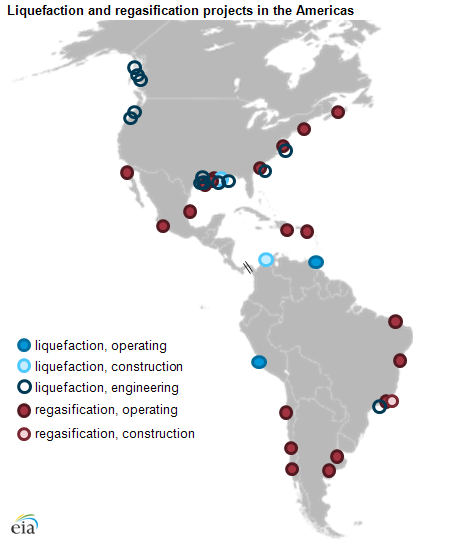 Liquefaction and regasification projects in the Americas
liquefaction, operating
liquefaction, construction
liquefaction, engineering
regasification, operating
regasification, construction
eia